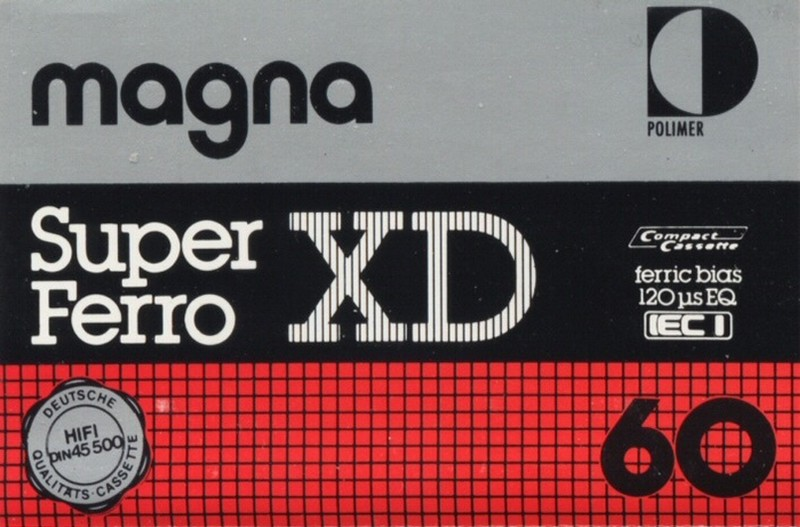 magna
POLIMER
Super
Ferro
XD
Compact
Cassette
ferric bias
120 µs EQ
IEC I
DEUTSCHE
HIFI
DIN 45 500
QUALITÄTS-CASSETTE
60